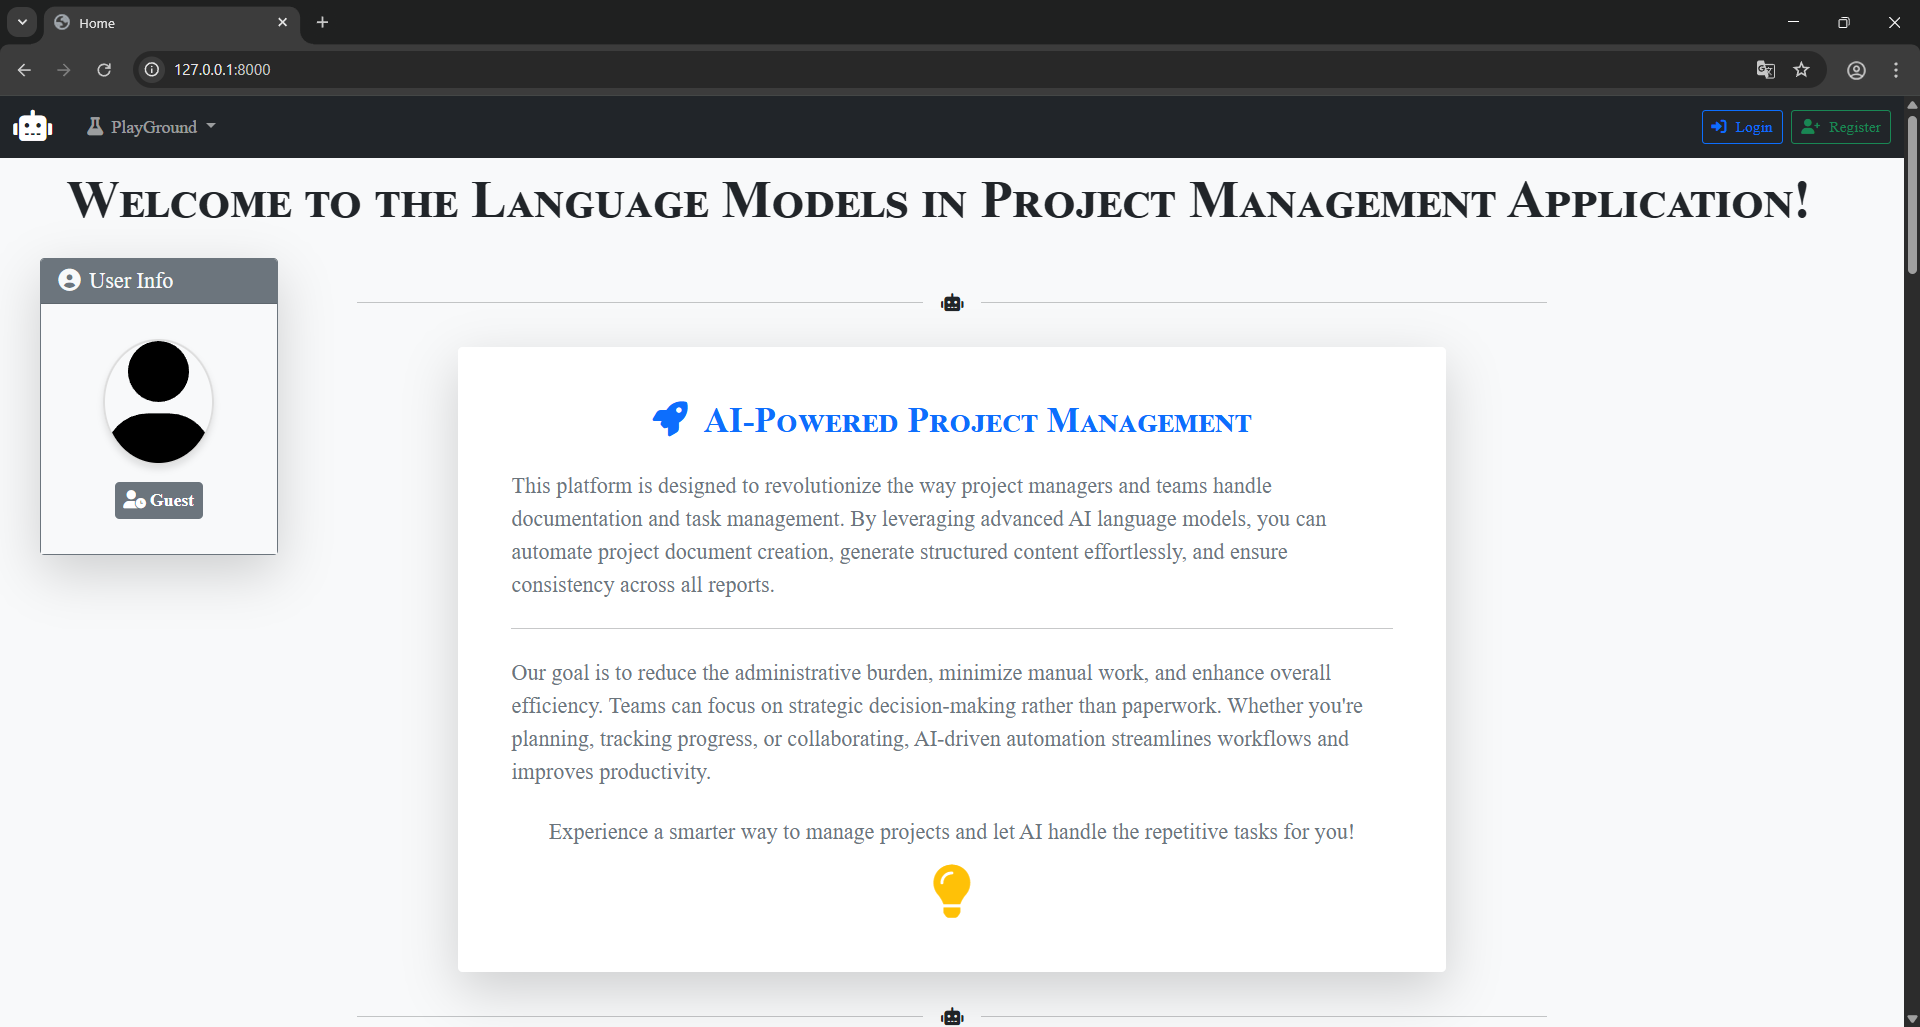 Home
127.0.0.1:8000
PlayGround
Login
Register
Welcome to the Language Models in Project Management Application!
User Info
Guest
AI-Powered Project Management
This platform is designed to revolutionize the way project managers and teams handle
documentation and task management. By leveraging advanced AI language models, you can
automate project document creation, generate structured content effortlessly, and ensure
consistency across all reports.
Our goal is to reduce the administrative burden, minimize manual work, and enhance overall
efficiency. Teams can focus on strategic decision-making rather than paperwork. Whether you're
planning, tracking progress, or collaborating, AI-driven automation streamlines workflows and
improves productivity.
Experience a smarter way to manage projects and let AI handle the repetitive tasks for you!